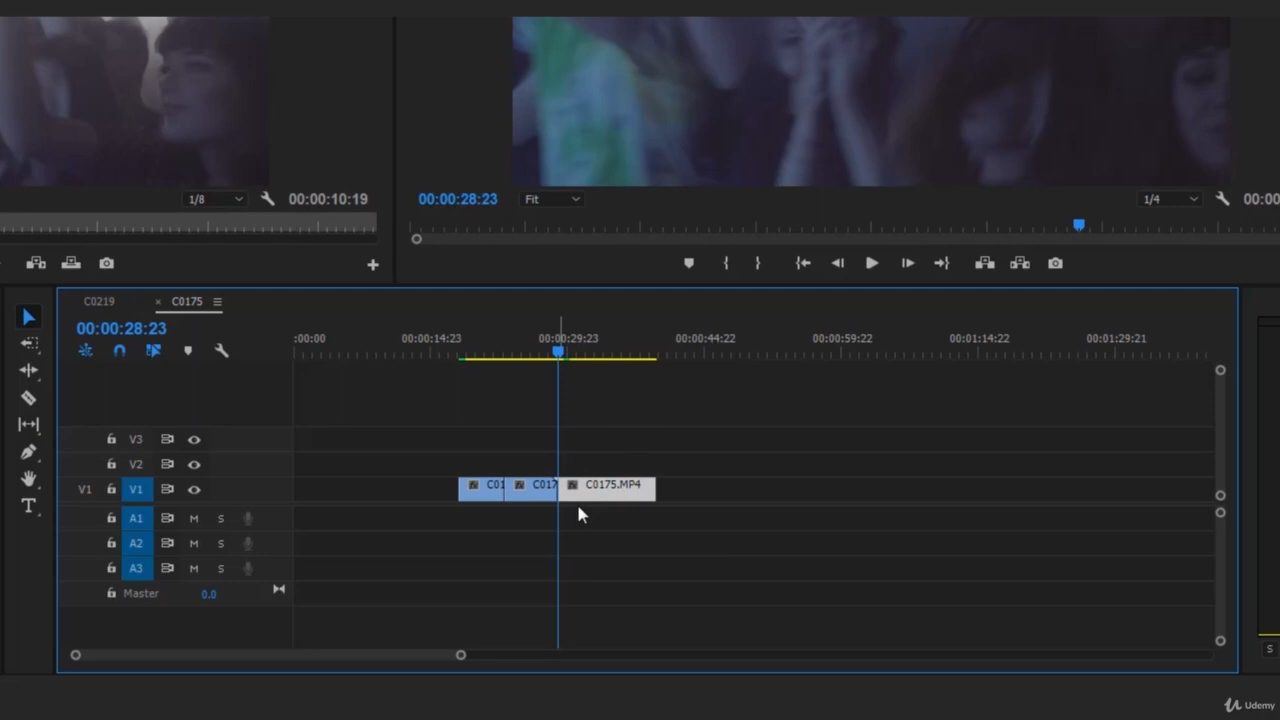 1/8 00:00:10:19 00:00:28:23 Fit 1/4 00:00
C0219 × C0175
00:00:28:23
:00:00 00:00:14:23 00:00:29:23 00:00:44:22 00:00:59:22 00:01:14:22 00:01:29:21
V3
V2
V1 V1 C01 C017 C0175.MP4
A1 M S
A2 M S
A3 M S
Master 0.0
S
Udemy